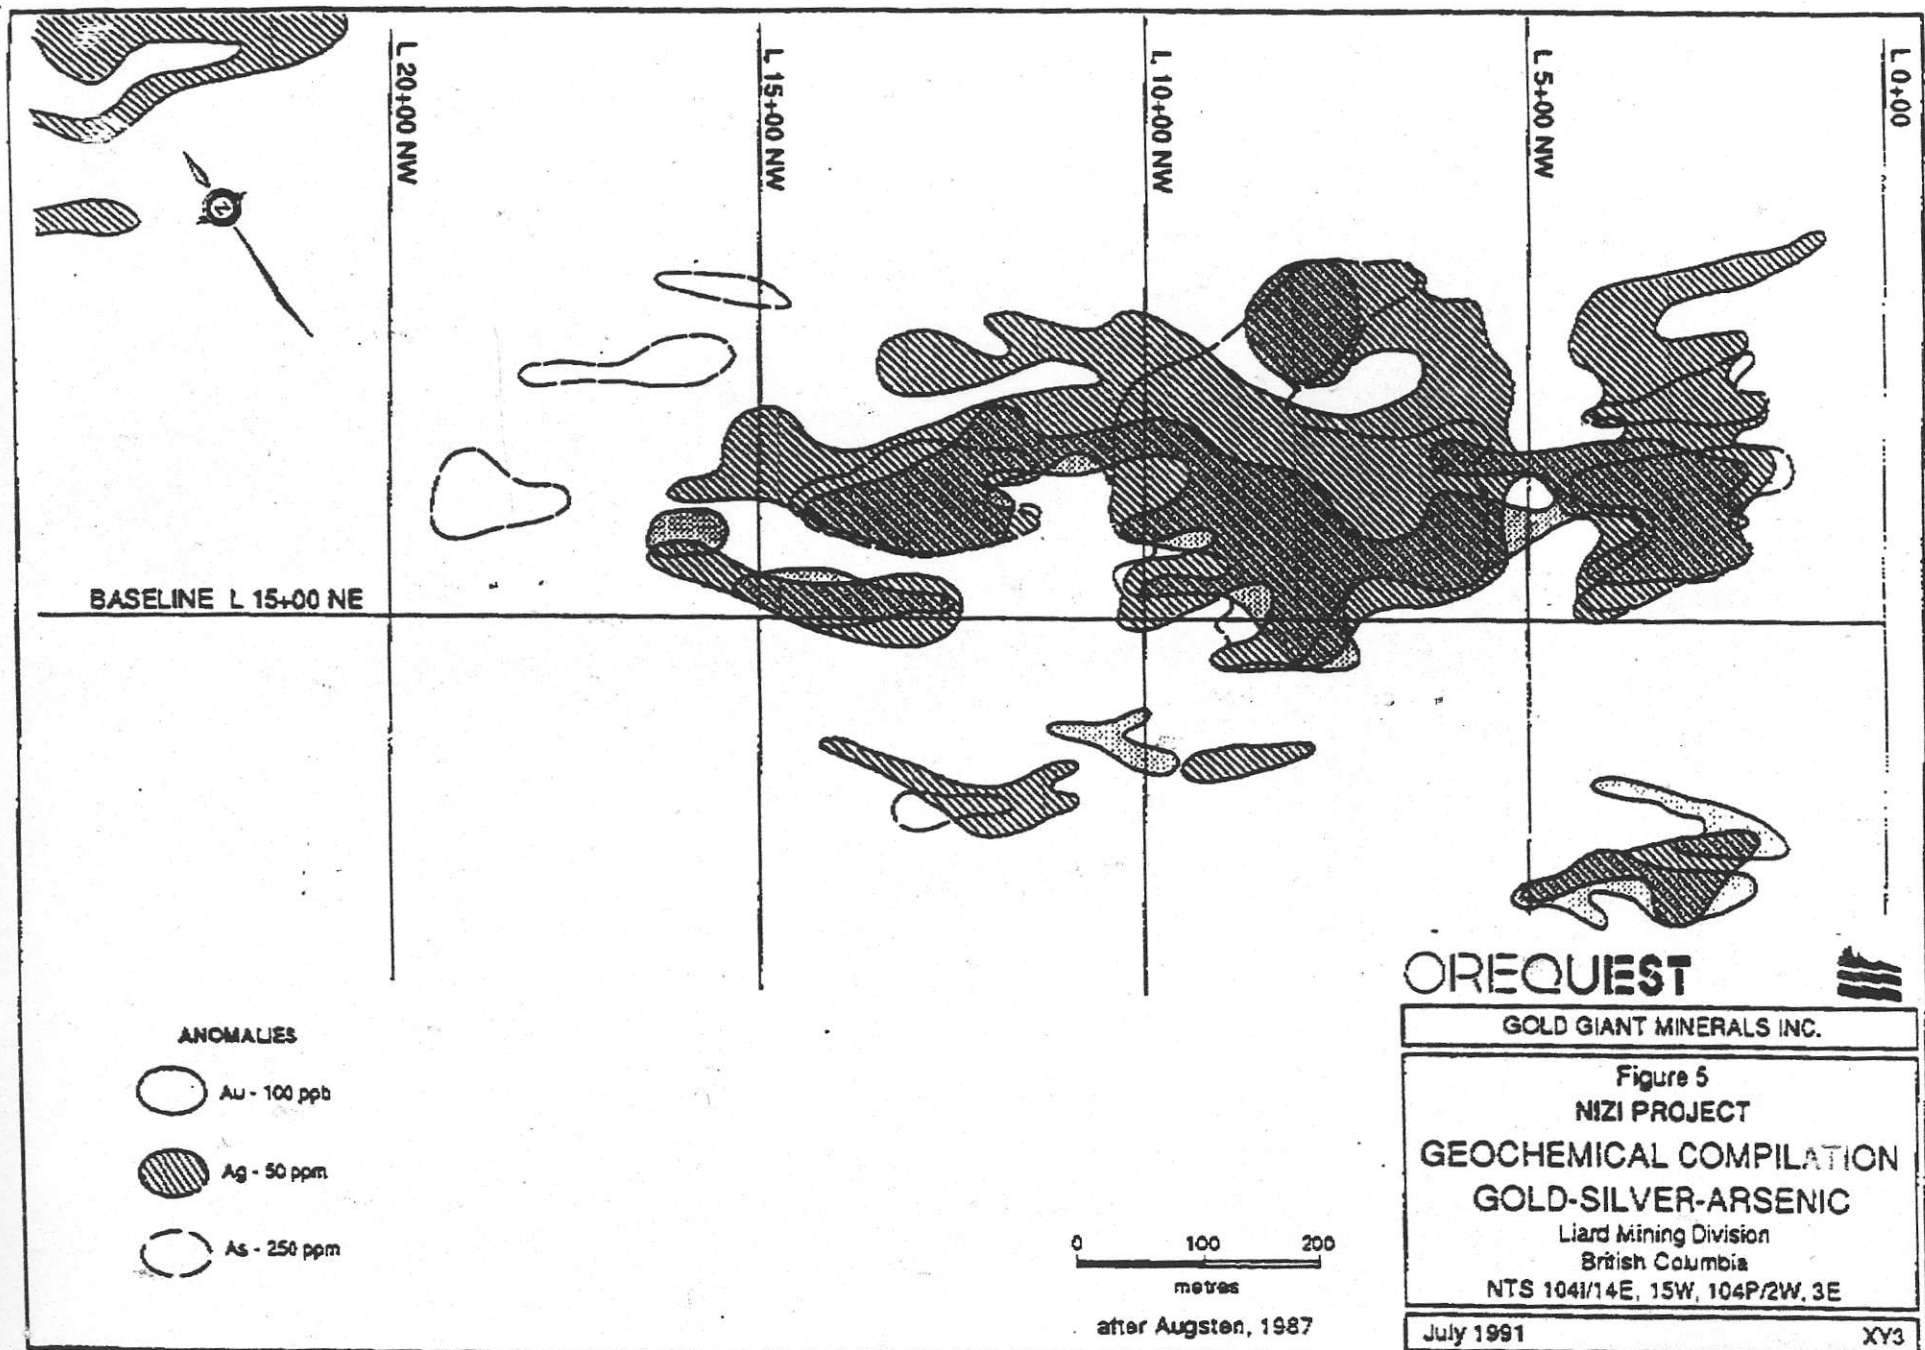 L 20+00 NW
L 15+00 NW
L 10+00 NW
L 5+00 NW
L 0+00
N
BASELINE L 15+00 NE
ANOMALIES
Au - 100 ppb
Ag - 50 ppm
As - 250 ppm
0 100 200
metres
after Augsten, 1987
OREQUEST
GOLD GIANT MINERALS INC.
Figure 5
NIZI PROJECT
GEOCHEMICAL COMPILATION
GOLD-SILVER-ARSENIC
Liard Mining Division
British Columbia
NTS 104I/14E, 15W, 104P/2W, 3E
July 1991 XY3